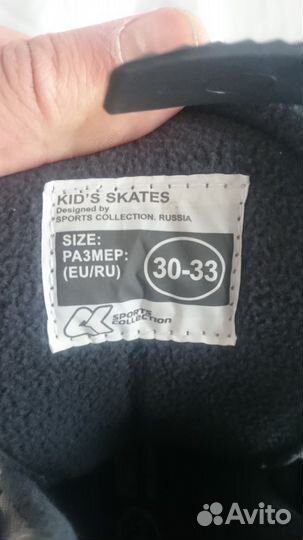 KID'S SKATES
Designed by
SPORTS COLLECTION, RUSSIA
SIZE:
РАЗМЕР:
(EU/RU)
30-33
SPORTS
COLLECTION
Avito